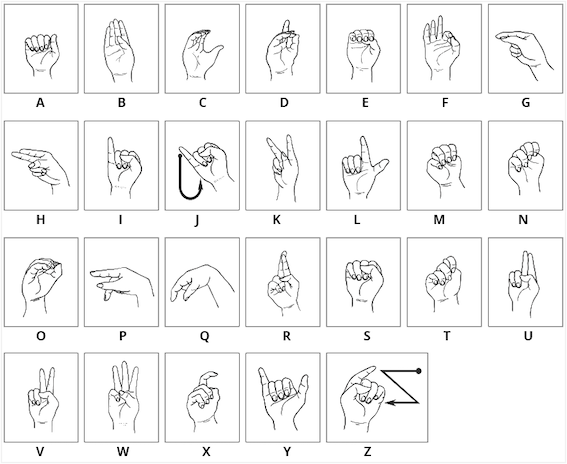 A B C D E F G
H I J K L M N
O P Q R S T U
V W X Y Z